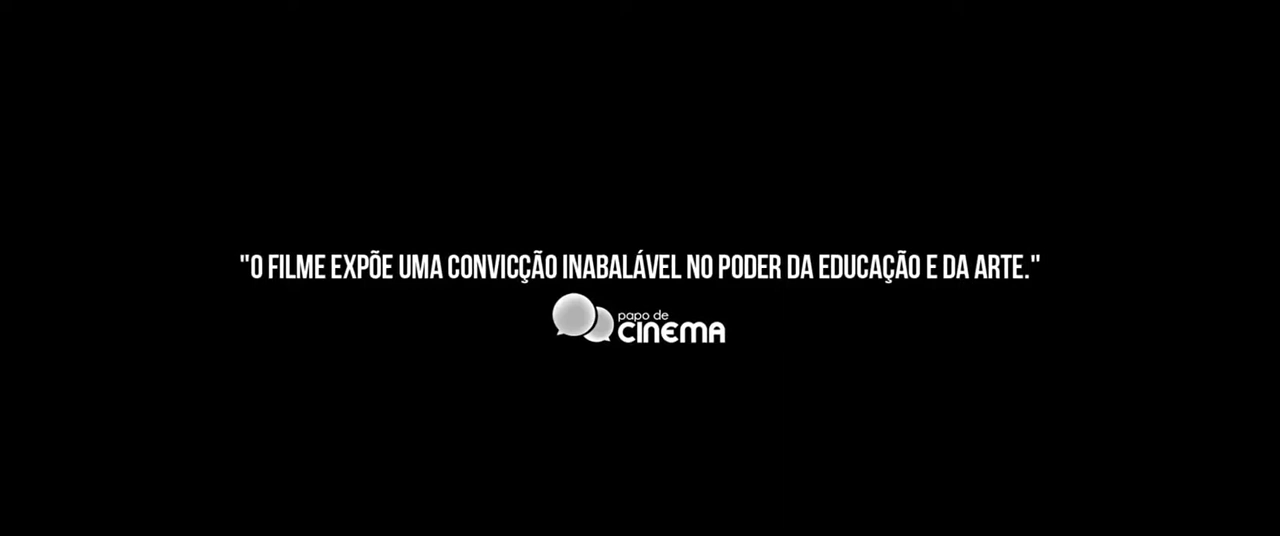 "O FILME EXPÕE UMA CONVICÇÃO INABALÁVEL NO PODER DA EDUCAÇÃO E DA ARTE."
papo de
CINEMA